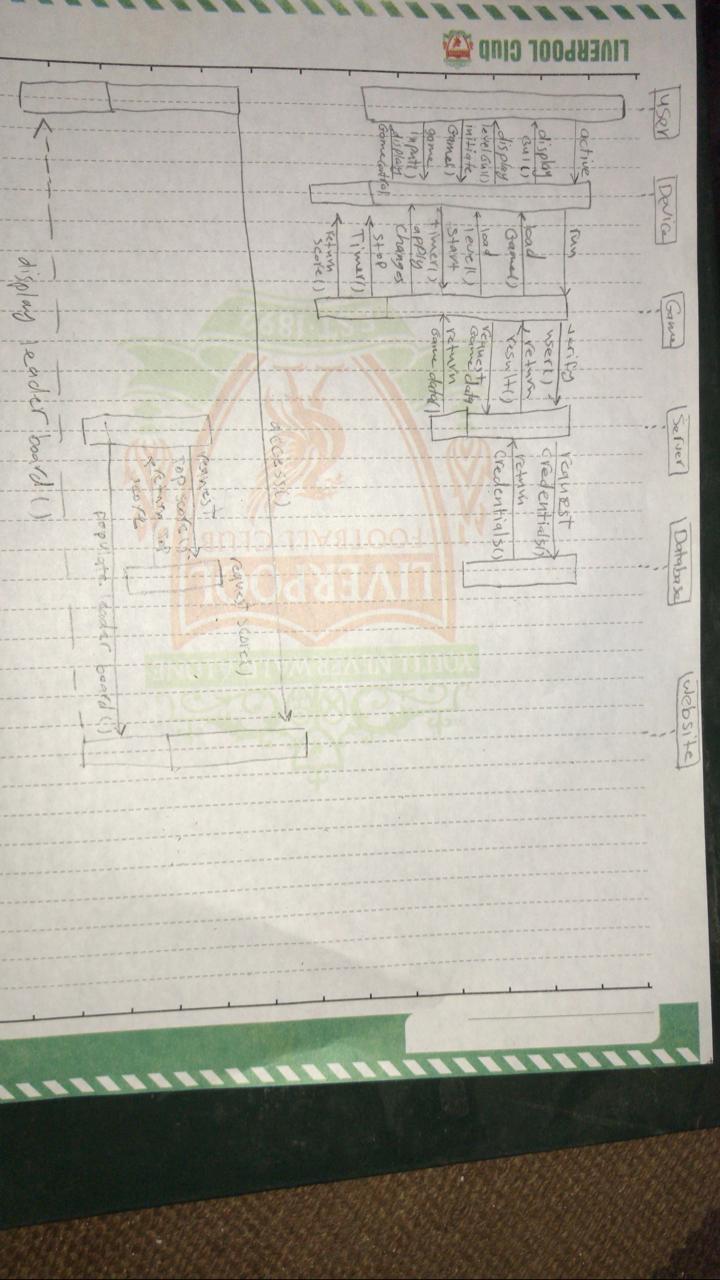 user Device Game Server Database website
active
run
verify
user()
request
credentials()
display
GUI()
load
Game()
return
result()
return
credentials()
display
levelGUI()
load
level()
request
Game data
initiate
Game()
start
timer()
return
Game data()
game
input()
apply
changes
display
GameControl
stop
Timer()
return
score()
access()
request score()
request
top score()
return top
score
populate leader board()
display leader board()
LIVERPOOL Club
YOU'LL NEVER WALK ALONE
LIVERPOOL
FOOTBALL CLUB
EST·1892